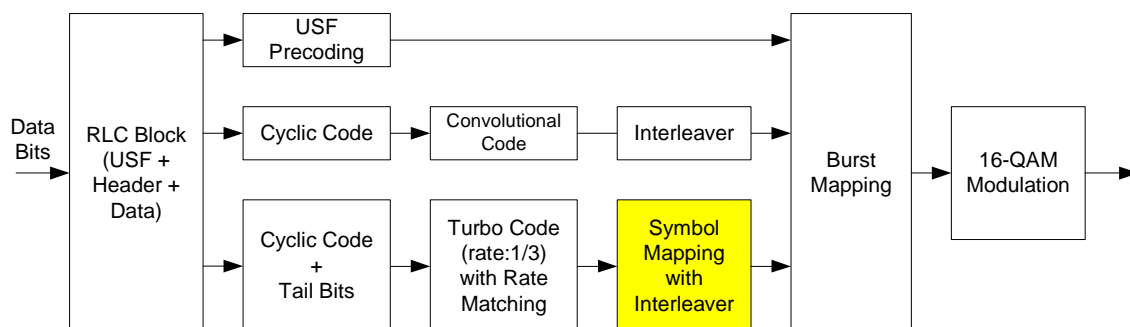 Data
Bits
RLC Block
(USF +
Header +
Data)
USF
Precoding
Cyclic Code
Convolutional
Code
Interleaver
Cyclic Code
+
Tail Bits
Turbo Code
(rate:1/3)
with Rate
Matching
Symbol
Mapping
with
Interleaver
Burst
Mapping
16-QAM
Modulation